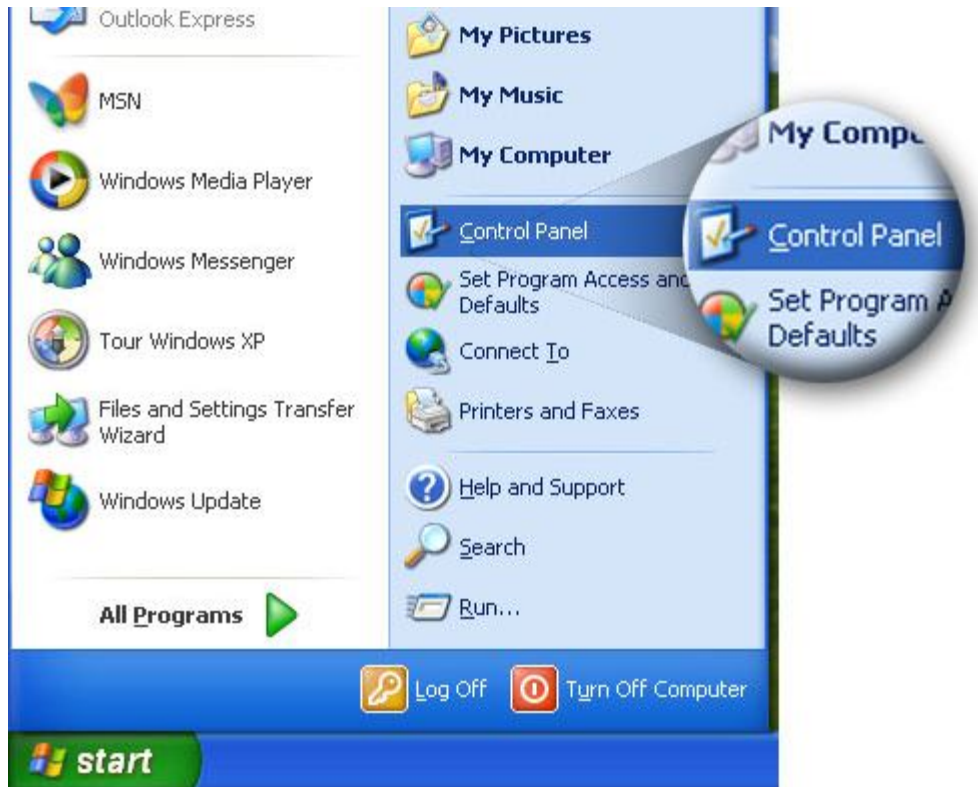 Outlook Express
MSN
Windows Media Player
Windows Messenger
Tour Windows XP
Files and Settings Transfer
Wizard
Windows Update
All Programs
My Pictures
My Music
My Computer
Control Panel
Set Program Access and
Defaults
Connect To
Printers and Faxes
Help and Support
Search
Run...
My Compu
Control Panel
Set Program A
Defaults
Log Off
Turn Off Computer
start